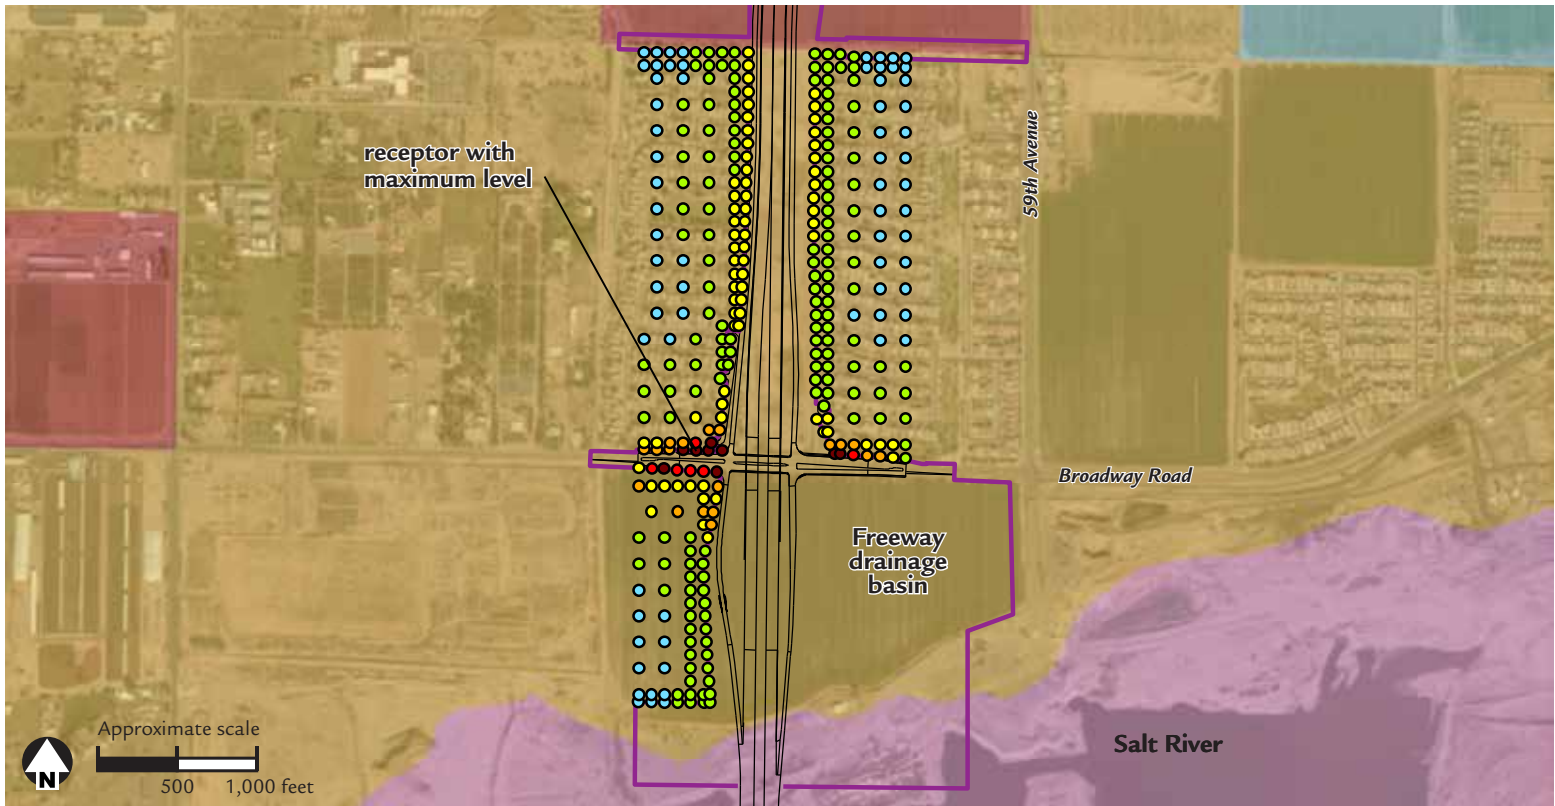 receptor with
maximum level
59th Avenue
Broadway Road
Freeway
drainage
basin
Salt River
Approximate scale
500 1,000 feet
N